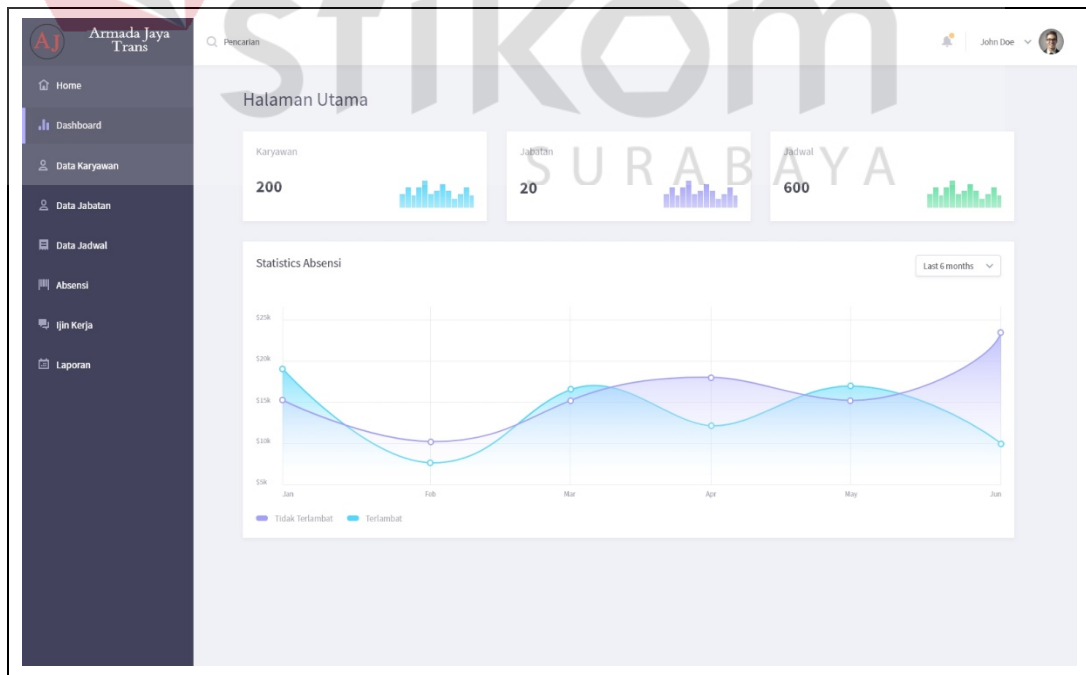 stikom
SURABAYA
AJ
Armada Jaya
Trans
Pencarian
John Doe
Home
Dashboard
Data Karyawan
Data Jabatan
Data Jadwal
Absensi
Ijin Kerja
Laporan
Halaman Utama
Karyawan
200
Jabatan
20
Jadwal
600
Statistics Absensi
Last 6 months
$25k
$20k
$15k
$10k
$5k
Jan
Feb
Mar
Apr
May
Jun
Tidak Terlambat
Terlambat